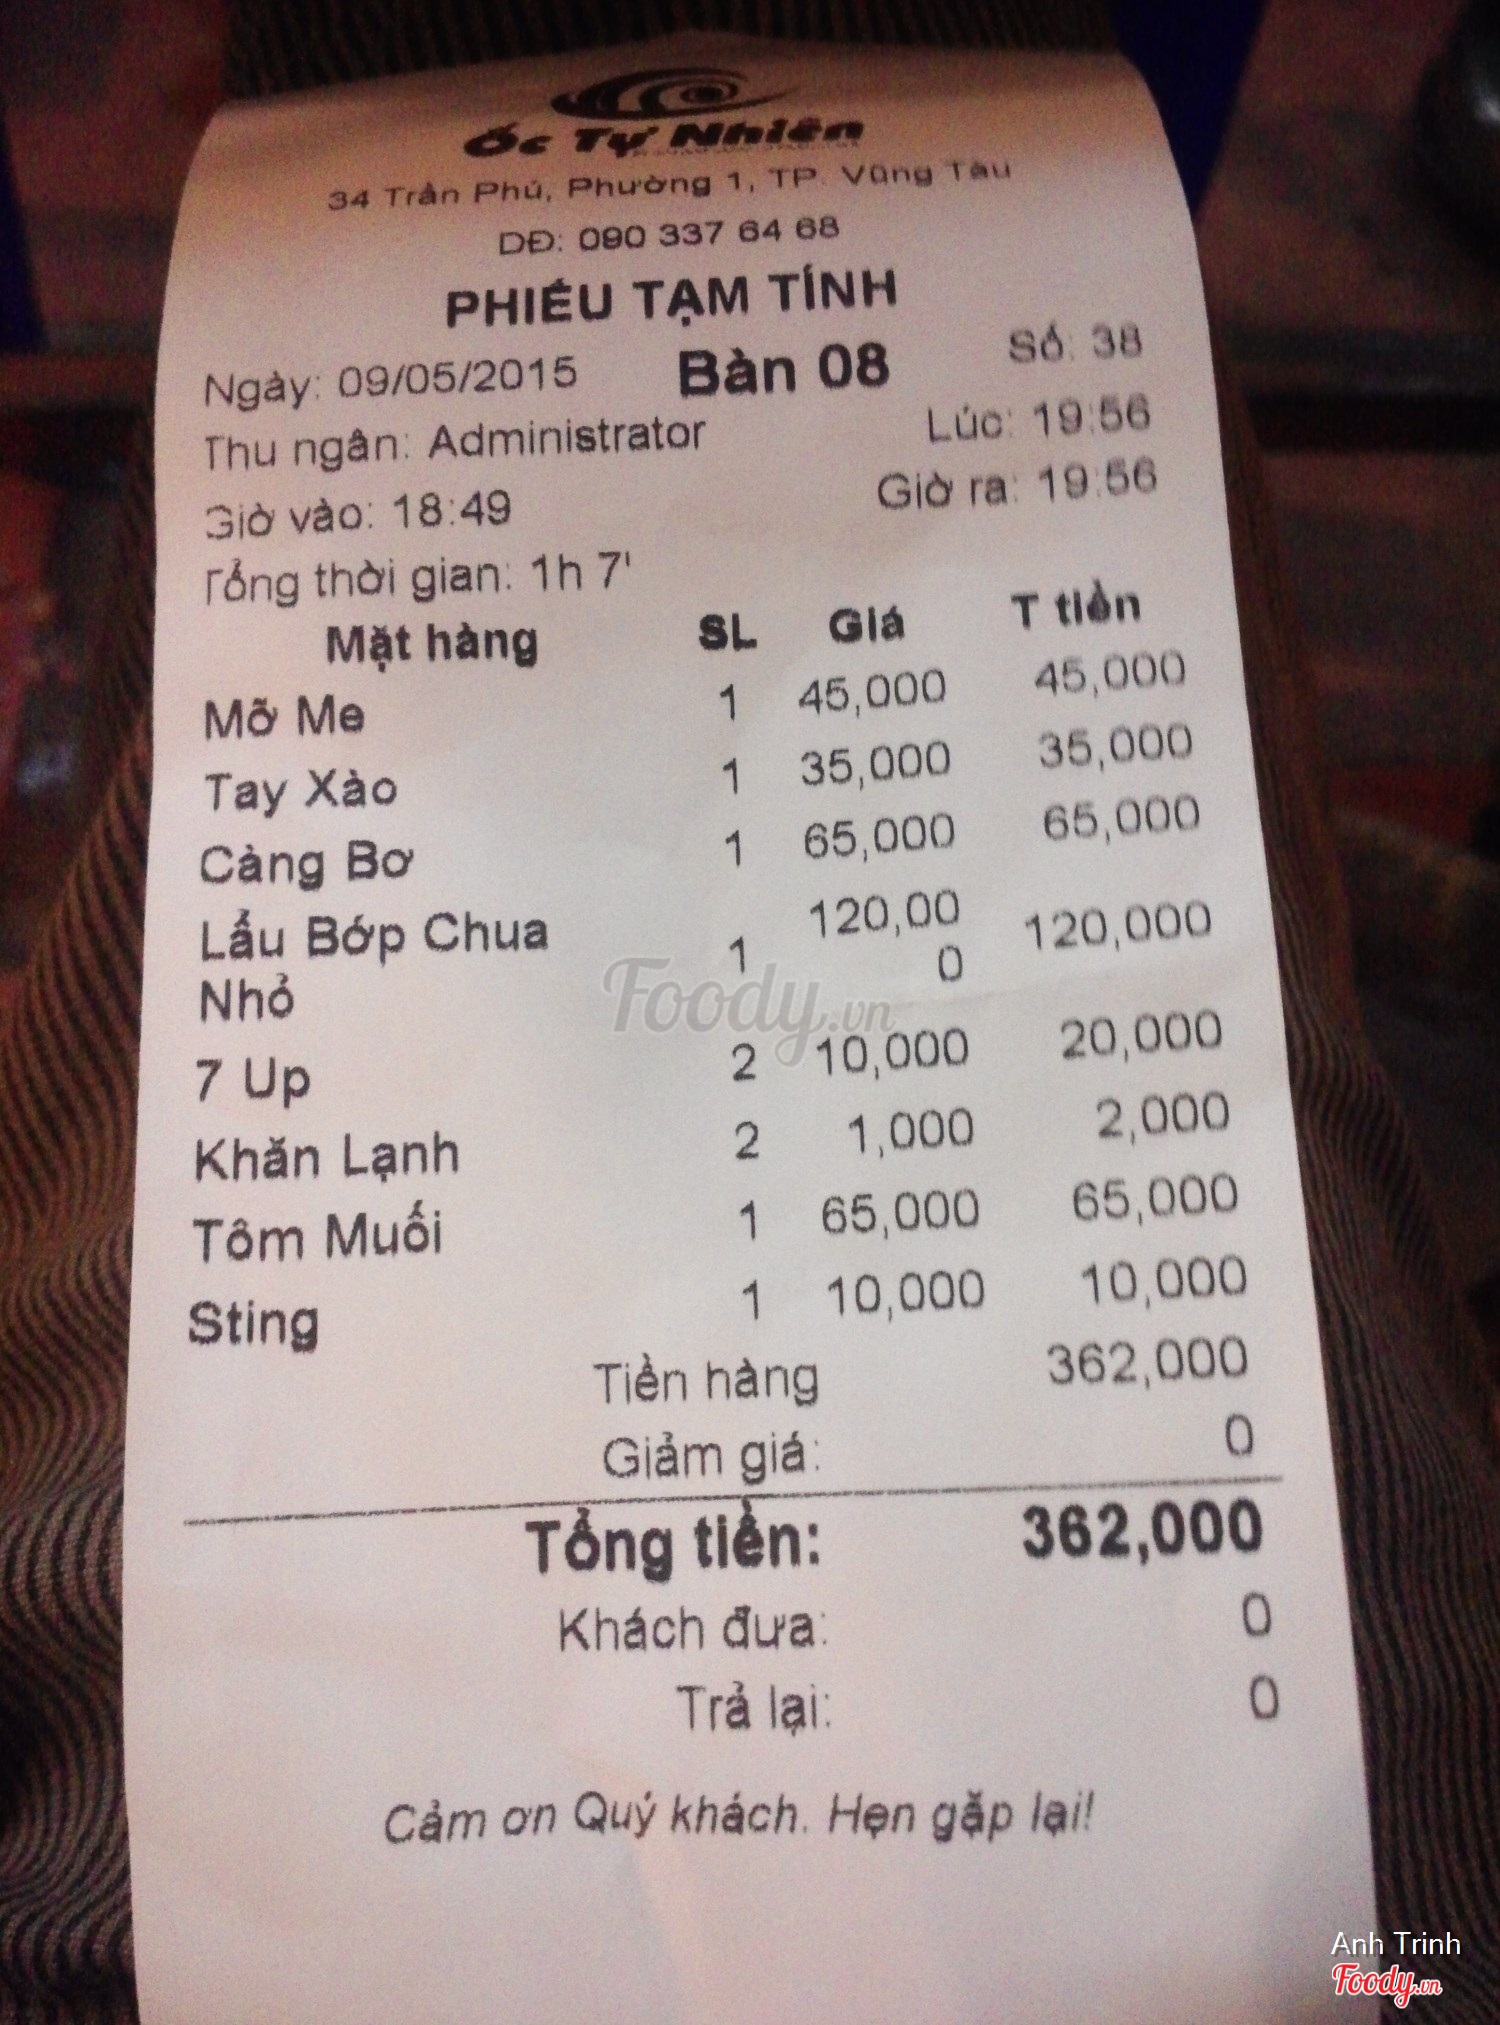 Ốc Tự Nhiên
34 Trần Phú, Phường 1, TP. Vũng Tàu
DĐ: 090 337 64 68
PHIẾU TẠM TÍNH
Ngày: 09/05/2015 Bàn 08 Số: 38
Thu ngân: Administrator Lúc: 19:56
Giờ vào: 18:49 Giờ ra: 19:56
Tổng thời gian: 1h 7'
Mặt hàng SL Giá T tiền
Mỡ Me 1 45,000 45,000
Tay Xào 1 35,000 35,000
Càng Bơ 1 65,000 65,000
Lẩu Bớp Chua 1 120,00 120,000
Nhỏ 0
7 Up 2 10,000 20,000
Khăn Lạnh 2 1,000 2,000
Tôm Muối 1 65,000 65,000
Sting 1 10,000 10,000
Tiền hàng 362,000
Giảm giá: 0
Tổng tiền: 362,000
Khách đưa: 0
Trả lại: 0
Cảm ơn Quý khách. Hẹn gặp lại!
Foody.vn
Anh Trinh
Foody.vn